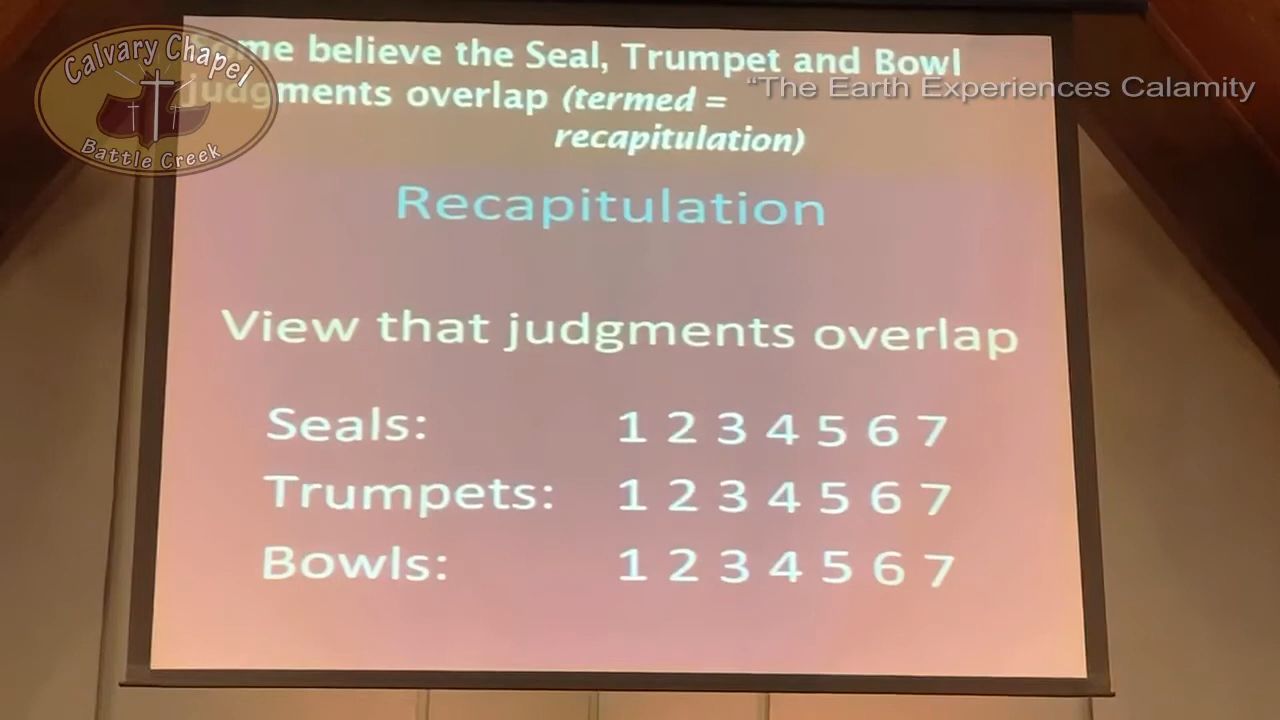 Calvary Chapel
Battle Creek
"The Earth Experiences Calamity
Some believe the Seal, Trumpet and Bowl
judgments overlap (termed =
recapitulation)
Recapitulation
View that judgments overlap
Seals: 1 2 3 4 5 6 7
Trumpets: 1 2 3 4 5 6 7
Bowls: 1 2 3 4 5 6 7